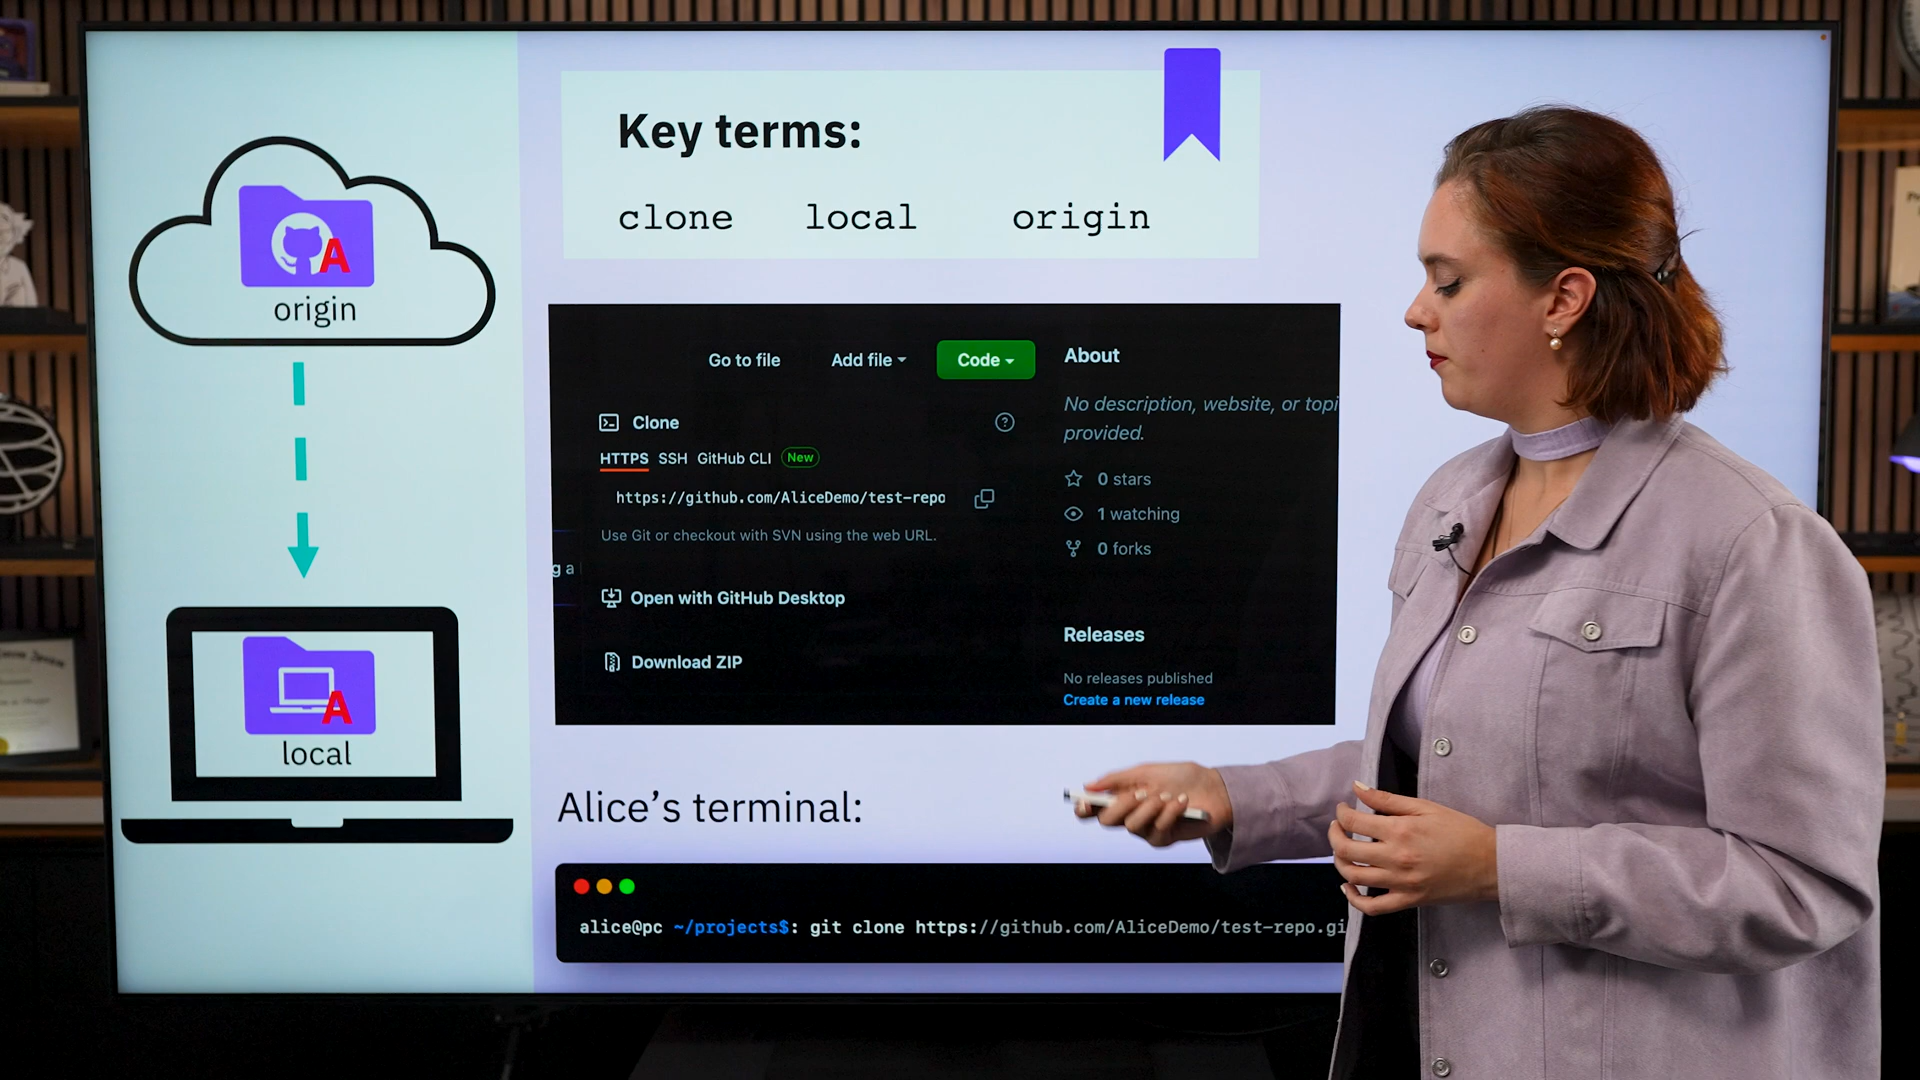 Key terms:
clone local origin
A
origin
A
local
Go to file Add file Code
About
No description, website, or topi
provided.
Clone
HTTPS SSH GitHub CLI New
https://github.com/AliceDemo/test-repo
Use Git or checkout with SVN using the web URL.
g a
Open with GitHub Desktop
Download ZIP
0 stars
1 watching
0 forks
Releases
No releases published
Create a new release
Alice’s terminal:
alice@pc ~/projects$: git clone https://github.com/AliceDemo/test-repo.gi